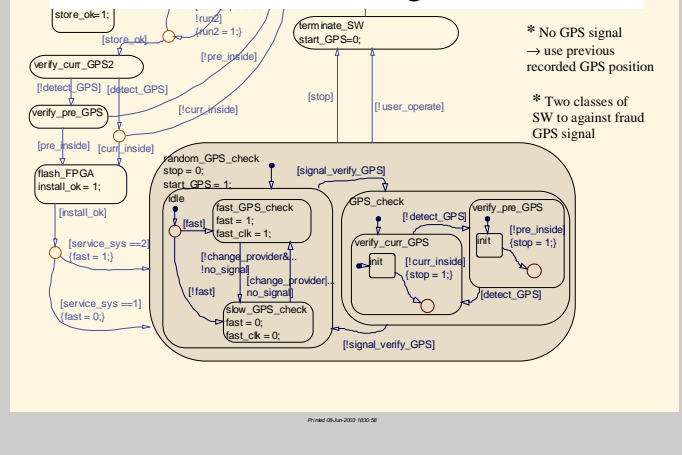 store_ok=1;
!run2]
{run2 = 1;}
[store_ok]
[!pre_inside]
verify_curr_GPS2
[!detect_GPS]
[detect_GPS]
verify_pre_GPS
[!curr_inside]
[pre_inside]
[curr_inside]
flash_FPGA
install_ok= 1;
[install_ok]
[service_sys ==2]
{fast = 1;}
[service_sys ==1]
{fast = 0;}
terminate_SW
start_GPS=0;
[stop]
[!user_operate]
* No GPS signal
→ use previous
recorded GPS position
* Two classes of
SW to against fraud
GPS signal
random_GPS_check
stop = 0;
start_GPS = 1;
Idle
[fast]
fast_GPS_check
fast = 1;
fast_clk = 1;
[!change_provider&...
!no_signal]
[change_provider|...
no_signal]
[!fast]
slow_GPS_check
fast = 0;
fast_clk = 0;
[signal_verify_GPS]
[!signal_verify_GPS]
GPS_check
[!detect_GPS]
verify_curr_GPS
init
[!curr_inside]
{stop = 1;}
verify_pre_GPS
init
[!pre_inside]
{stop = 1;}
[detect_GPS]
Printed 08-Jun-2003 18:30:58